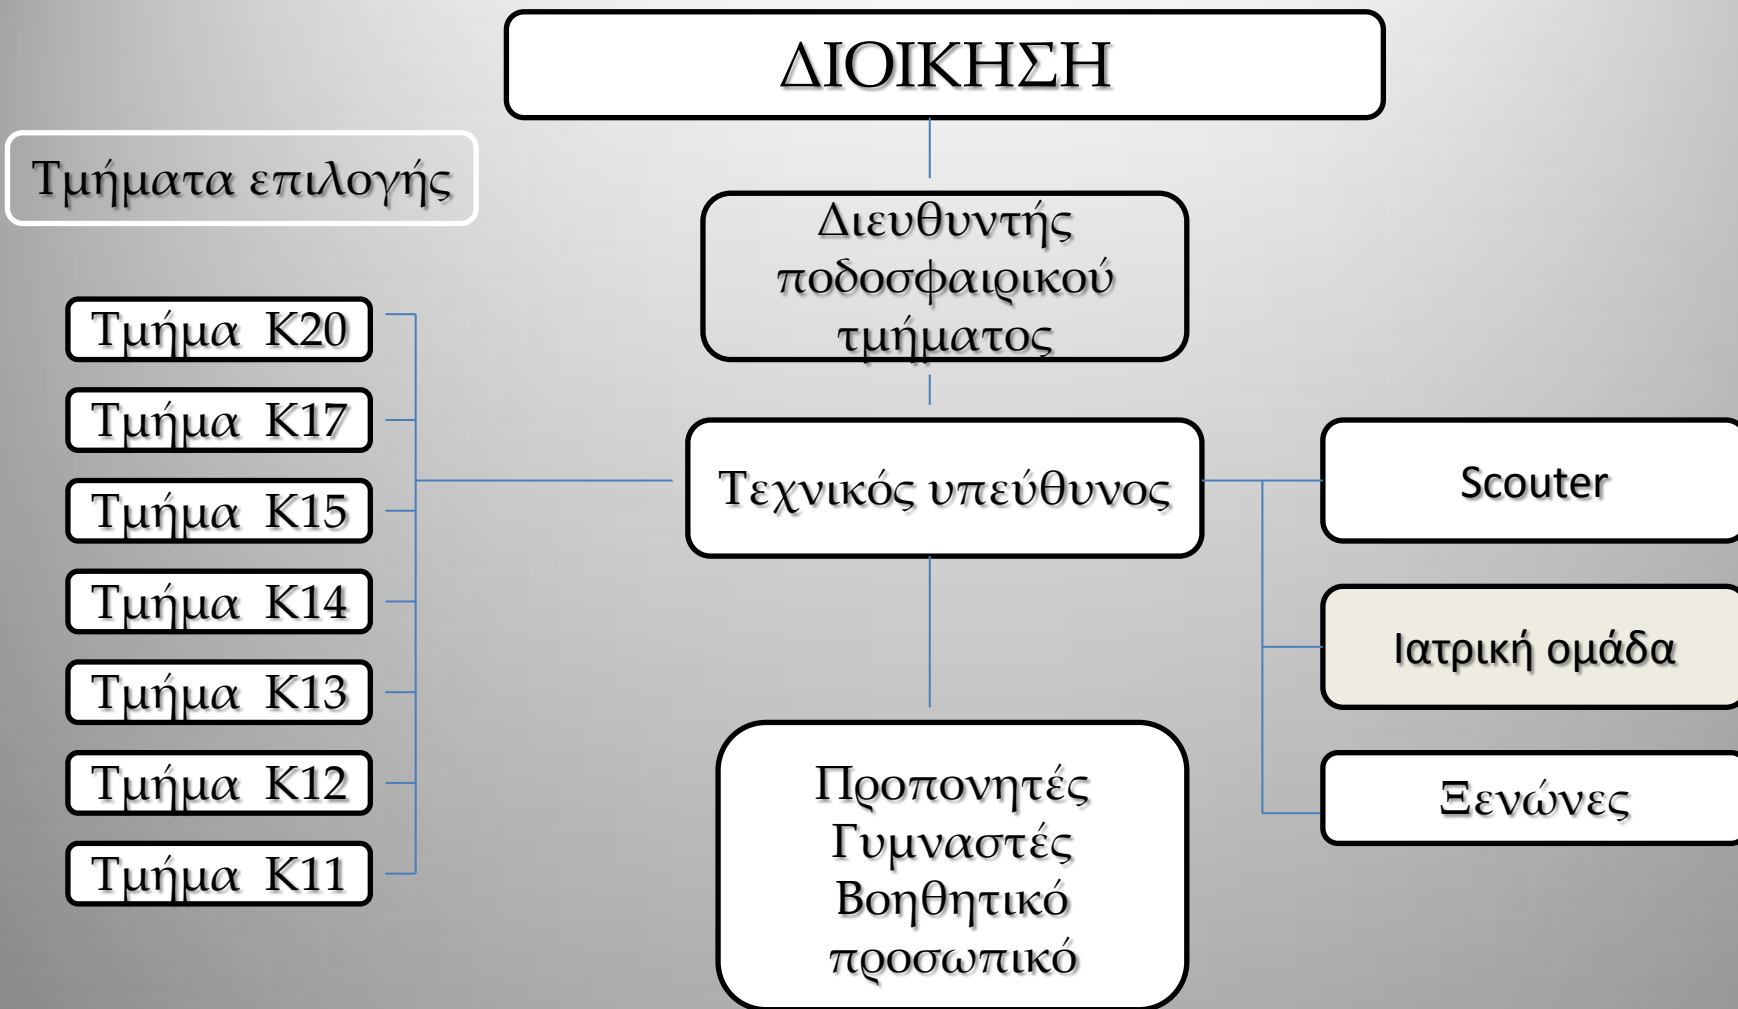 ΔΙΟΙΚΗΣΗ
Τμήματα επιλογής
Διευθυντής
ποδοσφαιρικού
τμήματος
Τμήμα Κ20
Τμήμα Κ17
Τμήμα Κ15
Τμήμα Κ14
Τμήμα Κ13
Τμήμα Κ12
Τμήμα Κ11
Τεχνικός υπεύθυνος
Scouter
Ιατρική ομάδα
Ξενώνες
Προπονητές
Γυμναστές
Βοηθητικό
προσωπικό